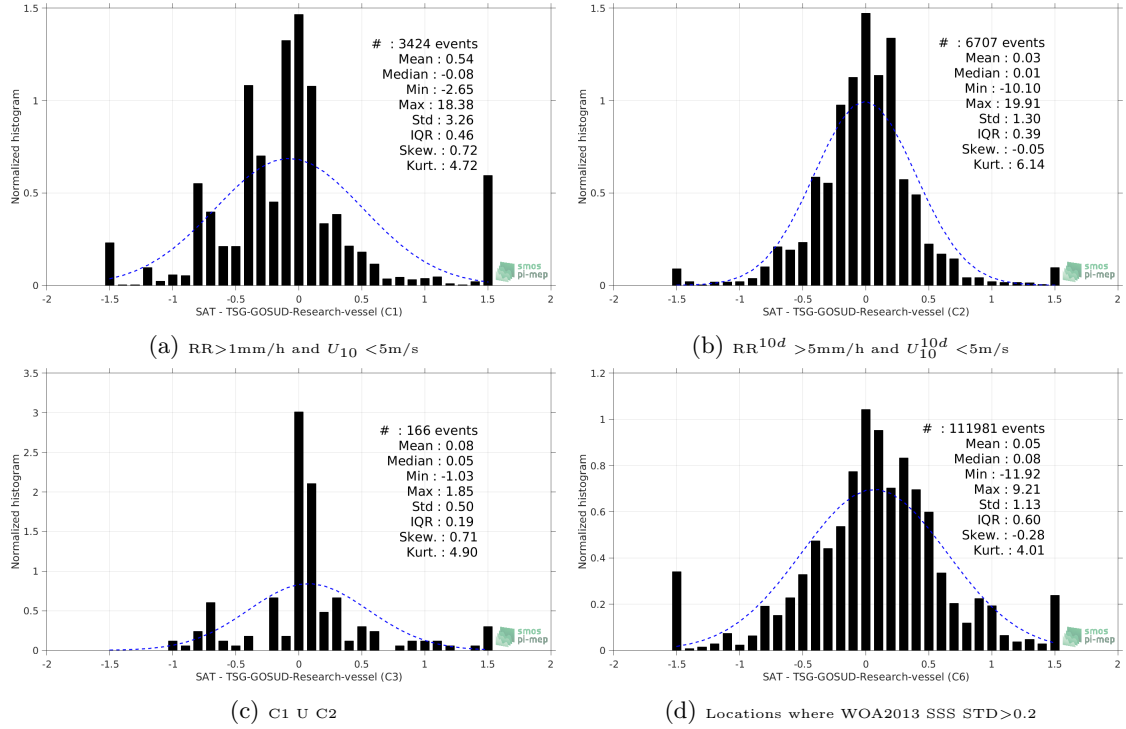 1.5
1
0.5
0
-2
-1.5
-1
-0.5
0
0.5
1
1.5
2
Normalized histogram
SAT - TSG-GOSUD-Research-vessel (C1)
# : 3424 events
Mean : 0.54
Median : -0.08
Min : -2.65
Max : 18.38
Std : 3.26
IQR : 0.46
Skew. : 0.72
Kurt. : 4.72
smos
pi-mep
(a) RR>1mm/h and U10 <5m/s
1.5
1
0.5
0
-2
-1.5
-1
-0.5
0
0.5
1
1.5
2
Normalized histogram
SAT - TSG-GOSUD-Research-vessel (C2)
# : 6707 events
Mean : 0.03
Median : 0.01
Min : -10.10
Max : 19.91
Std : 1.30
IQR : 0.39
Skew. : -0.05
Kurt. : 6.14
smos
pi-mep
(b) RR10d >5mm/h and U10d10 <5m/s
3.5
3
2.5
2
1.5
1
0.5
0
-2
-1.5
-1
-0.5
0
0.5
1
1.5
2
Normalized histogram
SAT - TSG-GOSUD-Research-vessel (C3)
# : 166 events
Mean : 0.08
Median : 0.05
Min : -1.03
Max : 1.85
Std : 0.50
IQR : 0.19
Skew. : 0.71
Kurt. : 4.90
smos
pi-mep
(c) C1 U C2
1.2
1
0.8
0.6
0.4
0.2
0
-2
-1.5
-1
-0.5
0
0.5
1
1.5
2
Normalized histogram
SAT - TSG-GOSUD-Research-vessel (C6)
# : 111981 events
Mean : 0.05
Median : 0.08
Min : -11.92
Max : 9.21
Std : 1.13
IQR : 0.60
Skew. : -0.28
Kurt. : 4.01
smos
pi-mep
(d) Locations where WOA2013 SSS STD>0.2